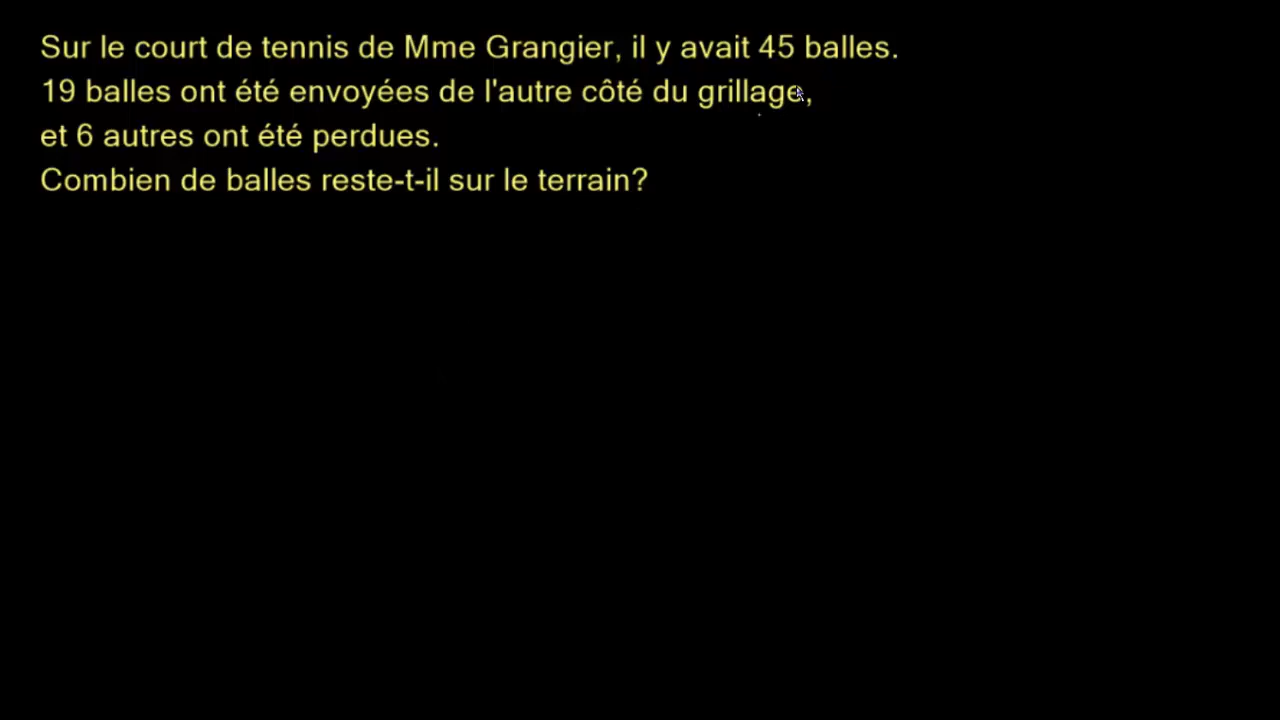 Sur le court de tennis de Mme Grangier, il y avait 45 balles.
19 balles ont été envoyées de l'autre côté du grillage,
et 6 autres ont été perdues.
Combien de balles reste-t-il sur le terrain?